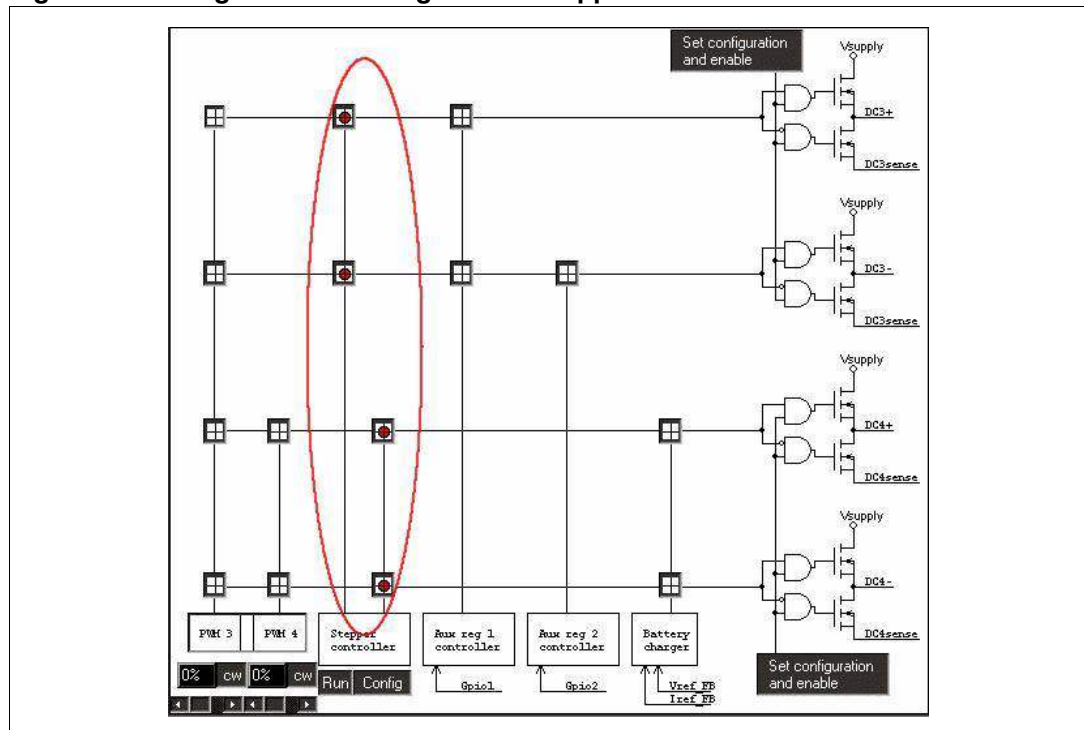 Set configuration
and enable
Vsupply
DC3+
DC3sense
Vsupply
DC3-
DC3sense
Vsupply
DC4+
DC4sense
Vsupply
DC4-
DC4sense
PWM 3
PWM 4
Stepper
controller
Aux reg 1
controller
Aux reg 2
controller
Battery
charger
0%
cw
0%
cw
Run
Config
Gpio1
Gpio2
Vref_FB
Iref_FB
Set configuration
and enable